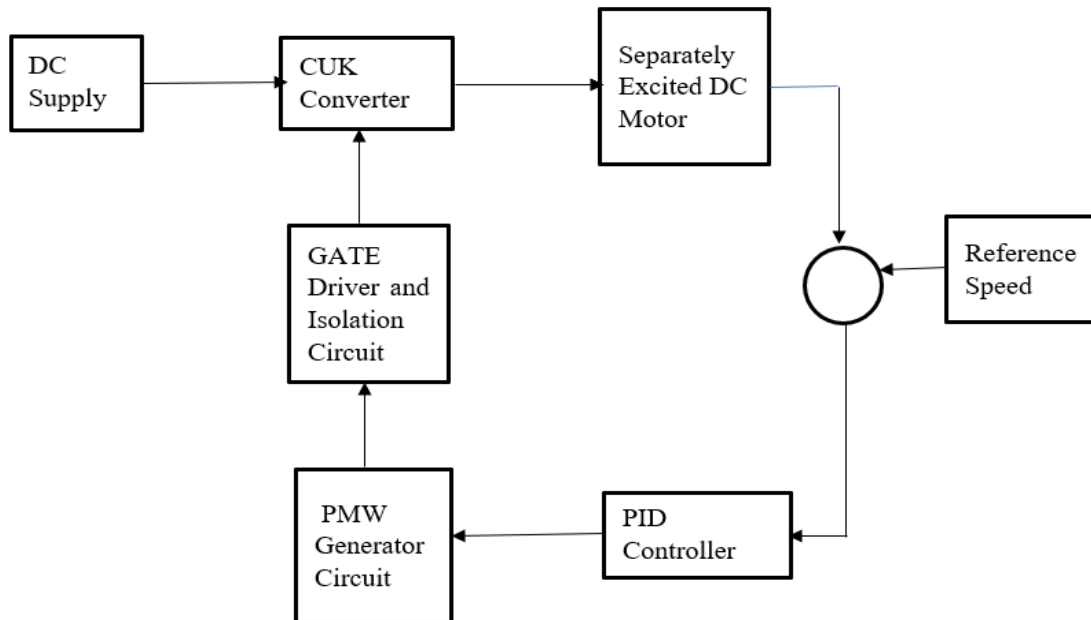 DC
Supply
CUK
Converter
Separately
Excited DC
Motor
GATE
Driver and
Isolation
Circuit
Reference
Speed
PMW
Generator
Circuit
PID
Controller